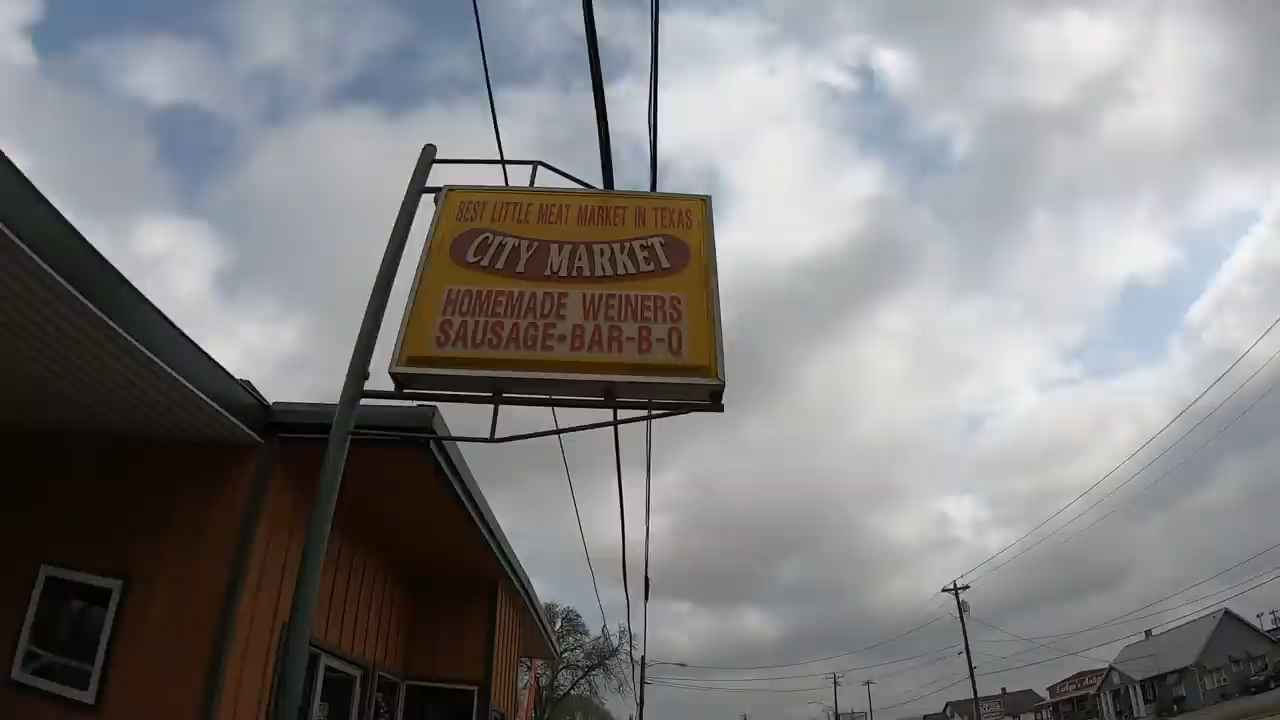 BEST LITTLE MEAT MARKET IN TEXAS
CITY MARKET
HOMEMADE WEINERS
SAUSAGE•BAR-B-Q